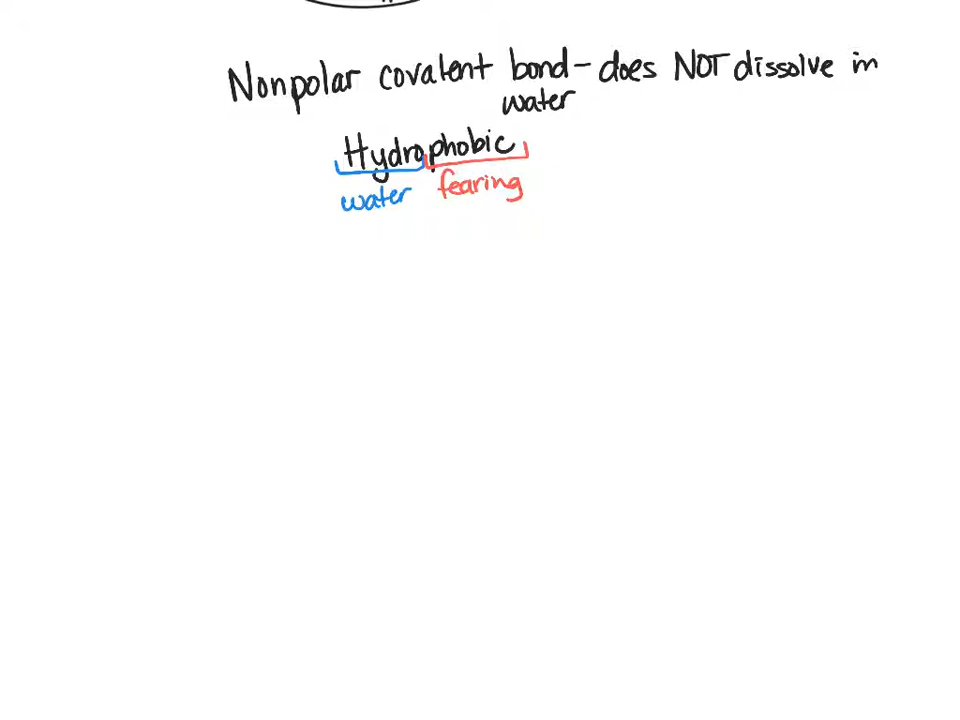 Nonpolar covalent bond - does NOT dissolve in
water
Hydrophobic
water fearing